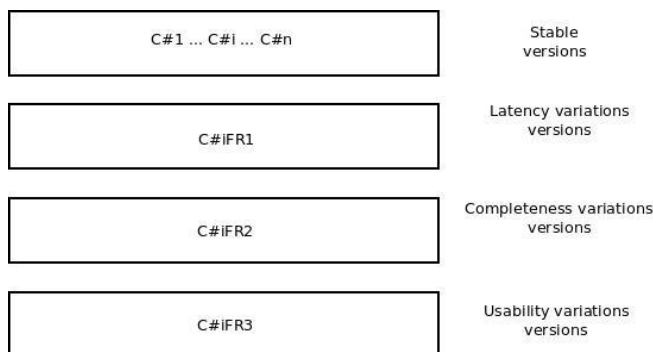 C#1 ... C#i ... C#n
Stable
versions
C#iFR1
Latency variations
versions
C#iFR2
Completeness variations
versions
C#iFR3
Usability variations
versions